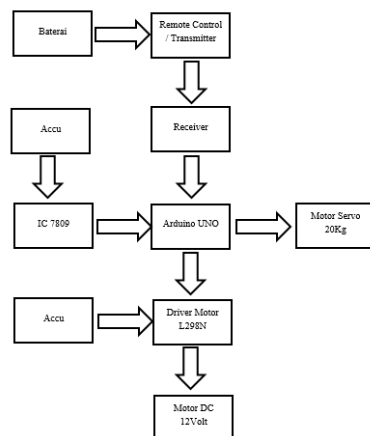 Baterai
Remote Control
/ Transmitter
Accu
Receiver
IC 7809
Arduino UNO
Motor Servo
20Kg
Accu
Driver Motor
L298N
Motor DC
12Volt